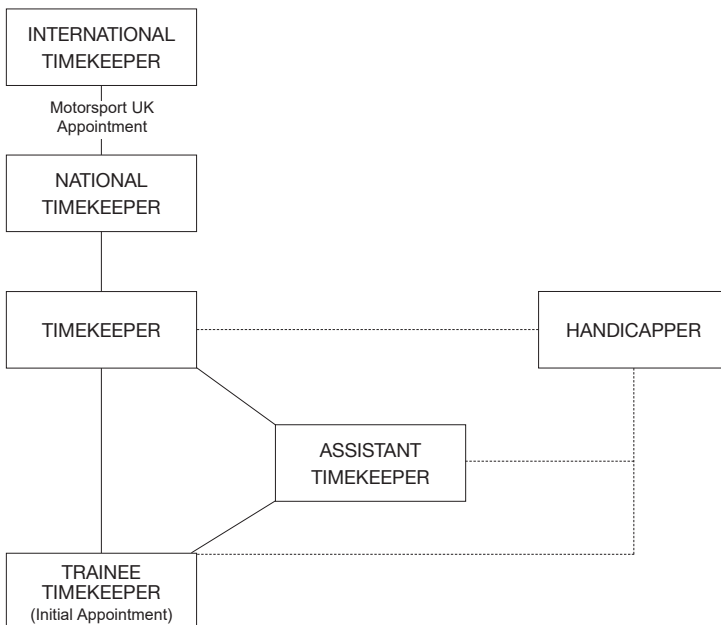 INTERNATIONAL
TIMEKEEPER
Motorsport UK
Appointment
NATIONAL
TIMEKEEPER
TIMEKEEPER
HANDICAPPER
ASSISTANT
TIMEKEEPER
TRAINEE
TIMEKEEPER
(Initial Appointment)